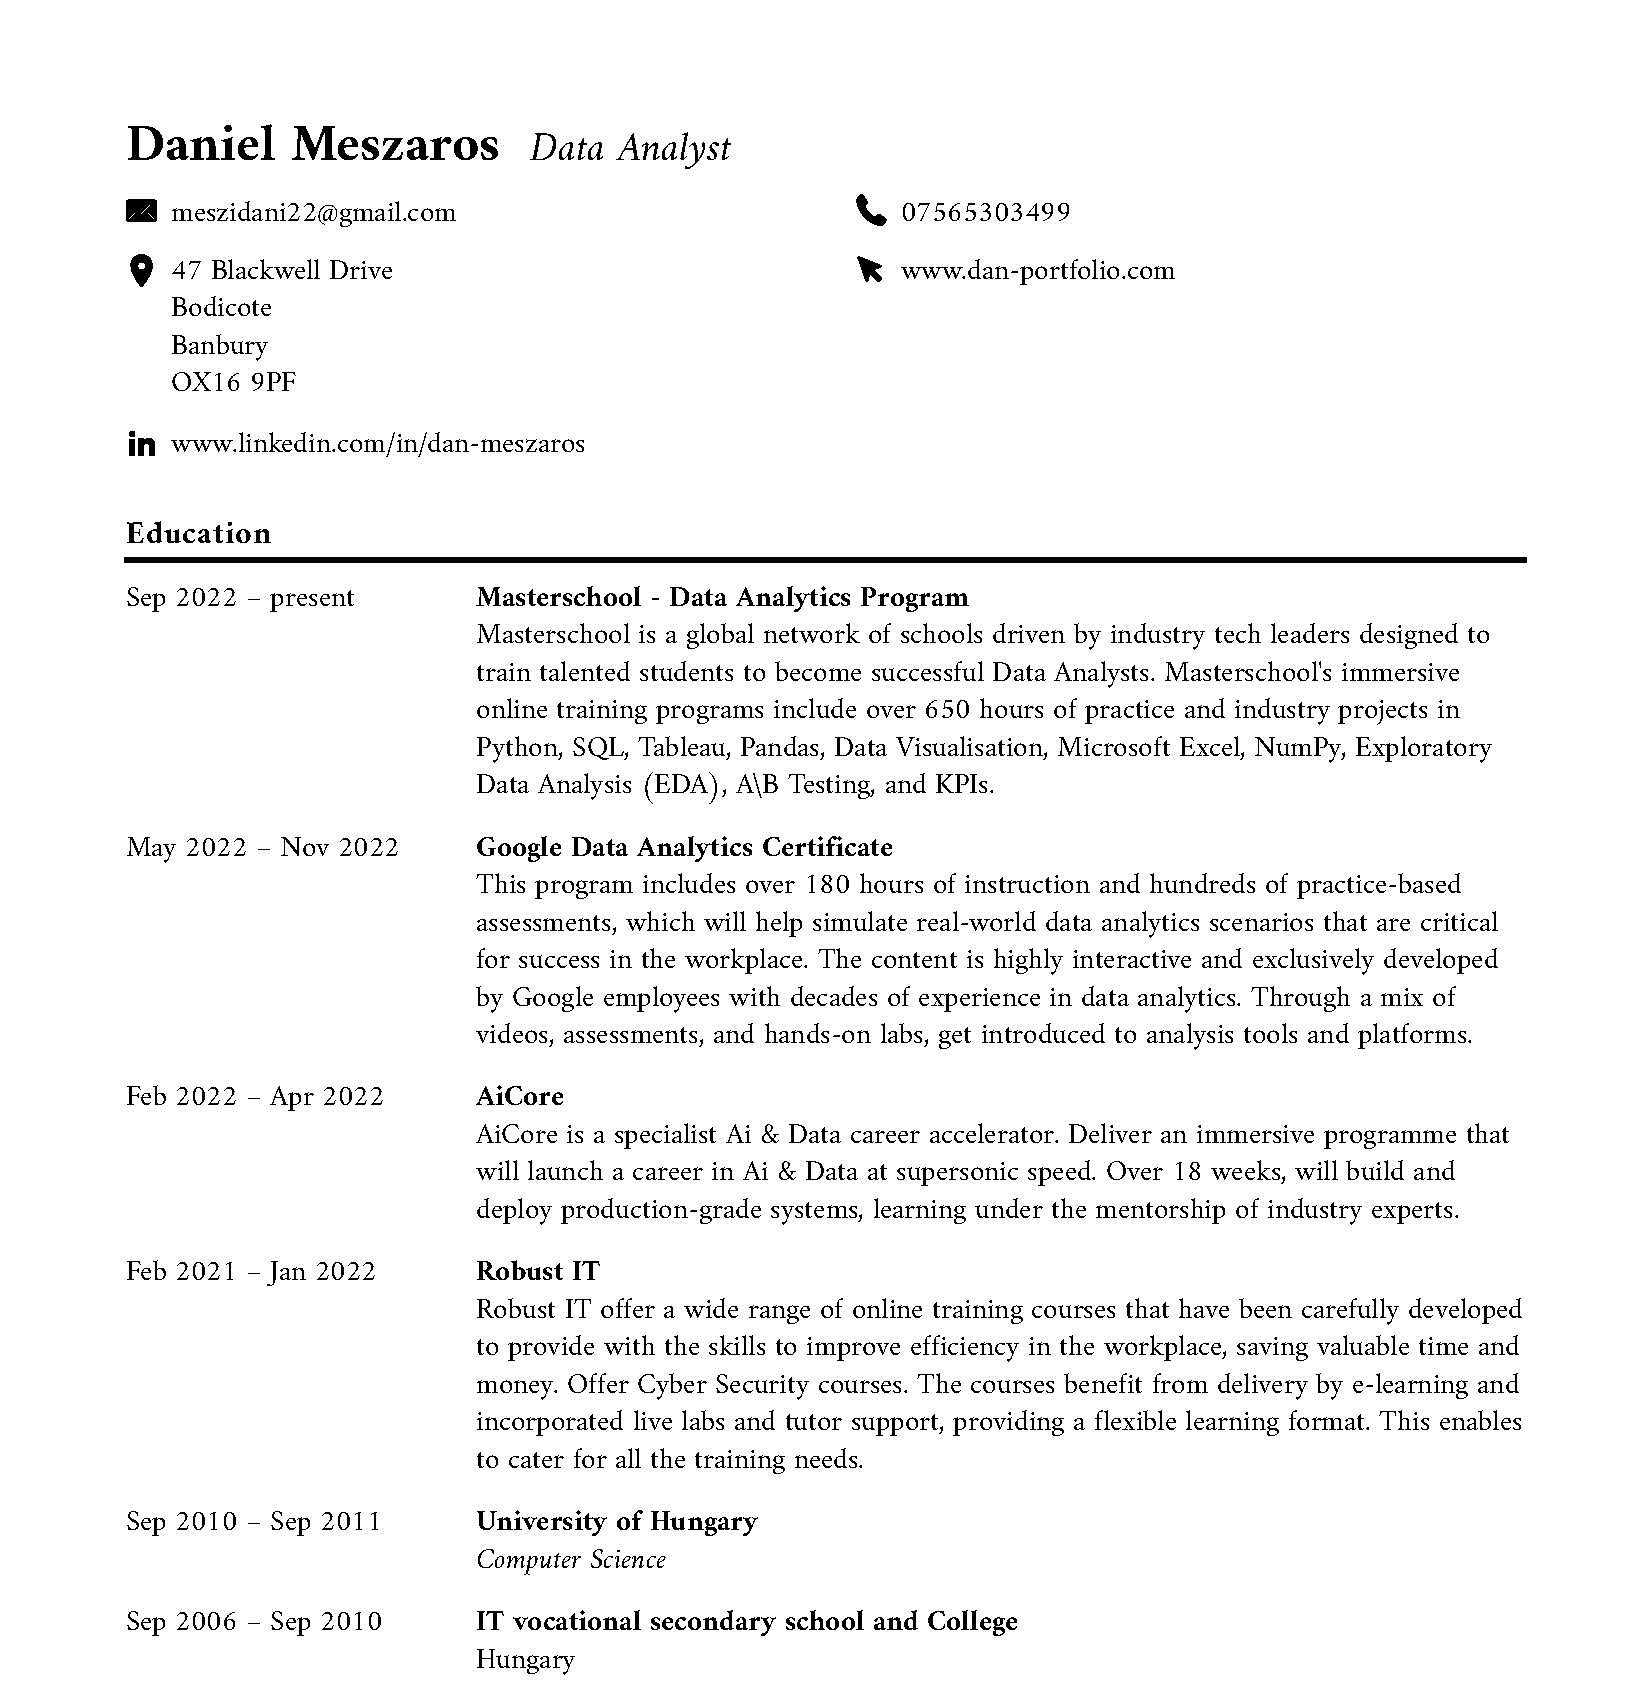 Daniel Meszaros Data Analyst
meszidani22@gmail.com
07565303499
47 Blackwell Drive
Bodicote
Banbury
OX16 9PF
www.dan-portfolio.com
www.linkedin.com/in/dan-meszaros
Education
Sep 2022 – present
Masterschool - Data Analytics Program
Masterschool is a global network of schools driven by industry tech leaders designed to
train talented students to become successful Data Analysts. Masterschool's immersive
online training programs include over 650 hours of practice and industry projects in
Python, SQL, Tableau, Pandas, Data Visualisation, Microsoft Excel, NumPy, Exploratory
Data Analysis (EDA), A\B Testing, and KPIs.
May 2022 – Nov 2022
Google Data Analytics Certificate
This program includes over 180 hours of instruction and hundreds of practice-based
assessments, which will help simulate real-world data analytics scenarios that are critical
for success in the workplace. The content is highly interactive and exclusively developed
by Google employees with decades of experience in data analytics. Through a mix of
videos, assessments, and hands-on labs, get introduced to analysis tools and platforms.
Feb 2022 – Apr 2022
AiCore
AiCore is a specialist Ai & Data career accelerator. Deliver an immersive programme that
will launch a career in Ai & Data at supersonic speed. Over 18 weeks, will build and
deploy production-grade systems, learning under the mentorship of industry experts.
Feb 2021 – Jan 2022
Robust IT
Robust IT offer a wide range of online training courses that have been carefully developed
to provide with the skills to improve efficiency in the workplace, saving valuable time and
money. Offer Cyber Security courses. The courses benefit from delivery by e-learning and
incorporated live labs and tutor support, providing a flexible learning format. This enables
to cater for all the training needs.
Sep 2010 – Sep 2011
University of Hungary
Computer Science
Sep 2006 – Sep 2010
IT vocational secondary school and College
Hungary